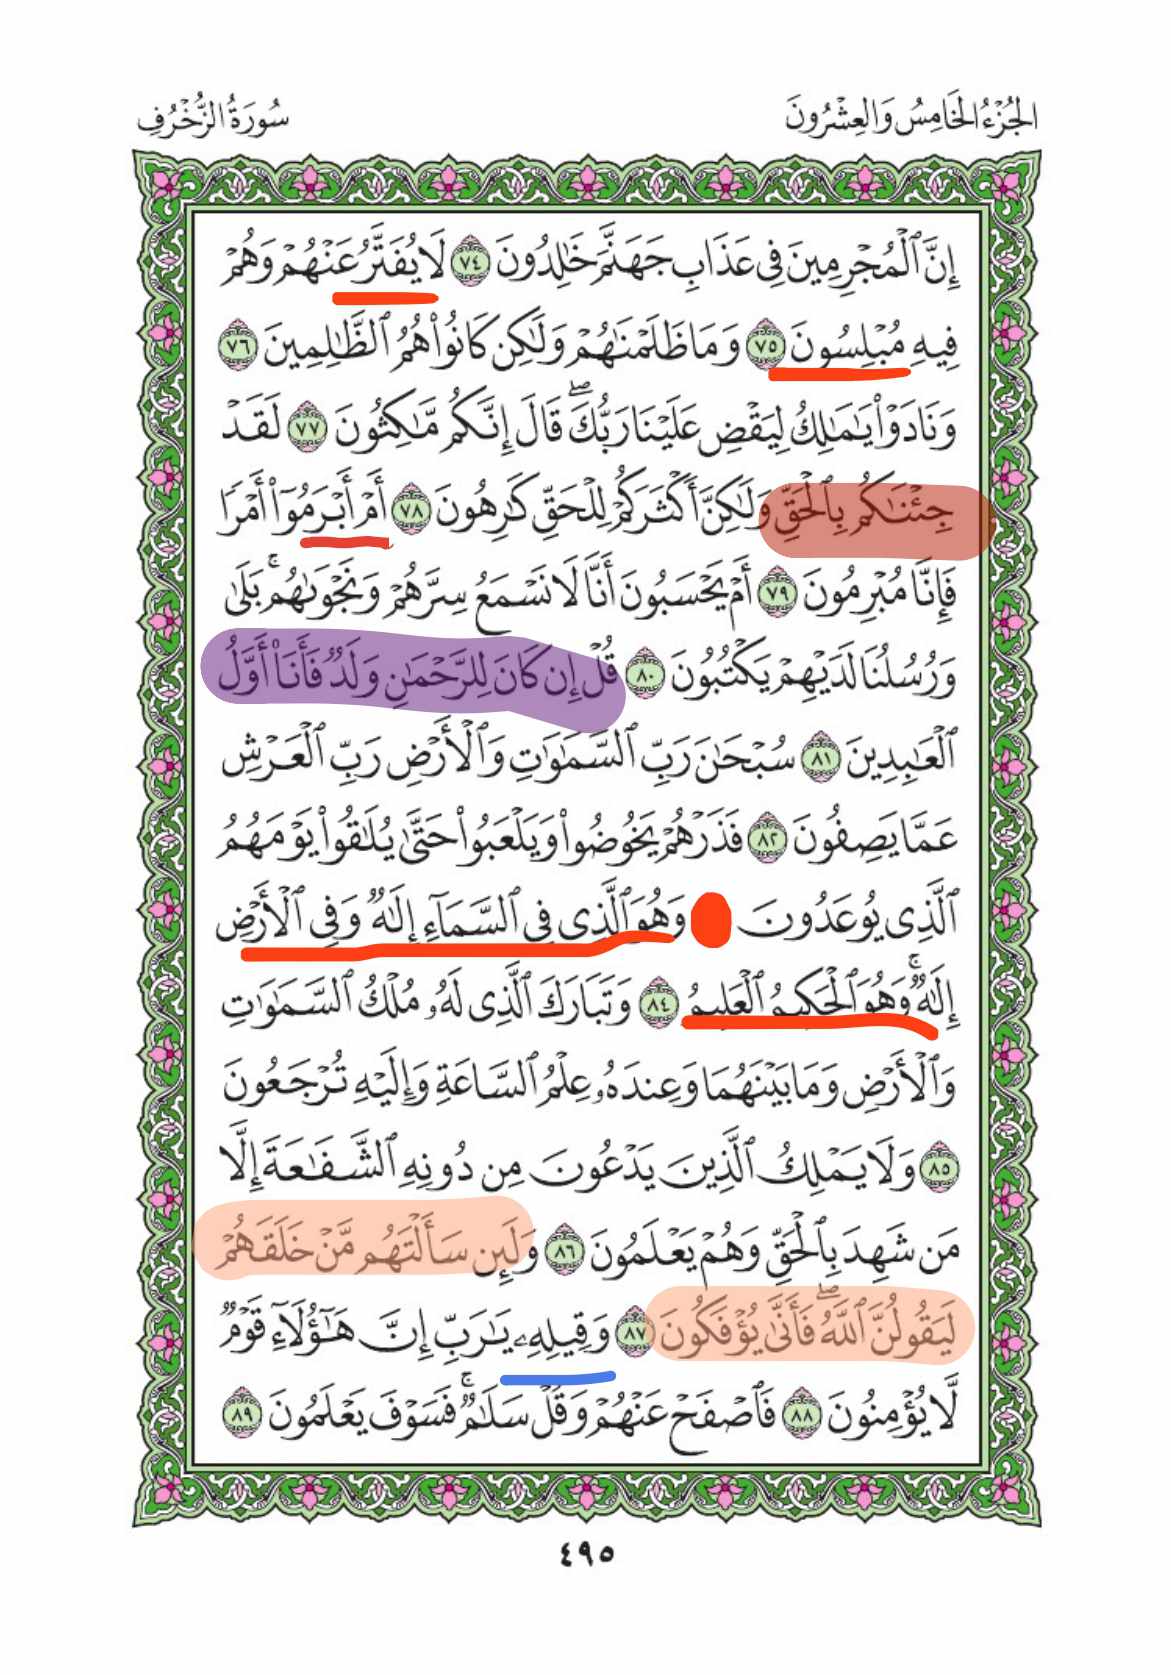 الجُزْءُ الخَامِسُ وَالعِشْرُونَ
سُورَةُ الزُّخْرُفِ
إِنَّ ٱلْمُجْرِمِينَ فِى عَذَابِ جَهَنَّمَ خَٰلِدُونَ ٧٤ لَا يُفَتَّرُ عَنْهُمْ وَهُمْ
فِيهِ مُبْلِسُونَ ٧٥ وَمَا ظَلَمْنَٰهُمْ وَلَٰكِن كَانُوا۟ هُمُ ٱلظَّٰلِمِينَ ٧٦
وَنَادَوْا۟ يَٰمَٰلِكُ لِيَقْضِ عَلَيْنَا رَبُّكَ ۖ قَالَ إِنَّكُم مَّٰكِثُونَ ٧٧ لَقَدْ
جِئْنَٰكُم بِٱلْحَقِّ وَلَٰكِنَّ أَكْثَرَكُمْ لِلْحَقِّ كَٰرِهُونَ ٧٨ أَمْ أَبْرَمُوٓا۟ أَمْرًا
فَإِنَّا مُبْرِمُونَ ٧٩ أَمْ يَحْسَبُونَ أَنَّا لَا نَسْمَعُ سِرَّهُمْ وَنَجْوَىٰهُم ۚ بَلَىٰ
وَرُسُلُنَا لَدَيْهِمْ يَكْتُبُونَ ٨٠ قُلْ إِن كَانَ لِلرَّحْمَٰنِ وَلَدٌ فَأَنَا۠ أَوَّلُ
ٱلْعَٰبِدِينَ ٨١ سُبْحَٰنَ رَبِّ ٱلسَّمَٰوَٰتِ وَٱلْأَرْضِ رَبِّ ٱلْعَرْشِ
عَمَّا يَصِفُونَ ٨٢ فَذَرْهُمْ يَخُوضُوا۟ وَيَلْعَبُوا۟ حَتَّىٰ يُلَٰقُوا۟ يَوْمَهُمُ
ٱلَّذِى يُوعَدُونَ وَهُوَ ٱلَّذِى فِى ٱلسَّمَآءِ إِلَٰهٌ وَفِى ٱلْأَرْضِ
إِلَٰهٌ ۚ وَهُوَ ٱلْحَكِيمُ ٱلْعَلِيمُ ٨٤ وَتَبَارَكَ ٱلَّذِى لَهُۥ مُلْكُ ٱلسَّمَٰوَٰتِ
وَٱلْأَرْضِ وَمَا بَيْنَهُمَا وَعِندَهُۥ عِلْمُ ٱلسَّاعَةِ وَإِلَيْهِ تُرْجَعُونَ
٨٥ وَلَا يَمْلِكُ ٱلَّذِينَ يَدْعُونَ مِن دُونِهِ ٱلشَّفَٰعَةَ إِلَّا
مَن شَهِدَ بِٱلْحَقِّ وَهُمْ يَعْلَمُونَ ٨٦ وَلَئِن سَأَلْتَهُم مَّنْ خَلَقَهُمْ
لَيَقُولُنَّ ٱللَّهُ ۖ فَأَنَّىٰ يُؤْفَكُونَ ٨٧ وَقِيلِهِۦ يَٰرَبِّ إِنَّ هَٰٓؤُلَآءِ قَوْمٌ
لَّا يُؤْمِنُونَ ٨٨ فَٱصْفَحْ عَنْهُمْ وَقُلْ سَلَٰمٌ ۚ فَسَوْفَ يَعْلَمُونَ ٨٩
٤٩٥